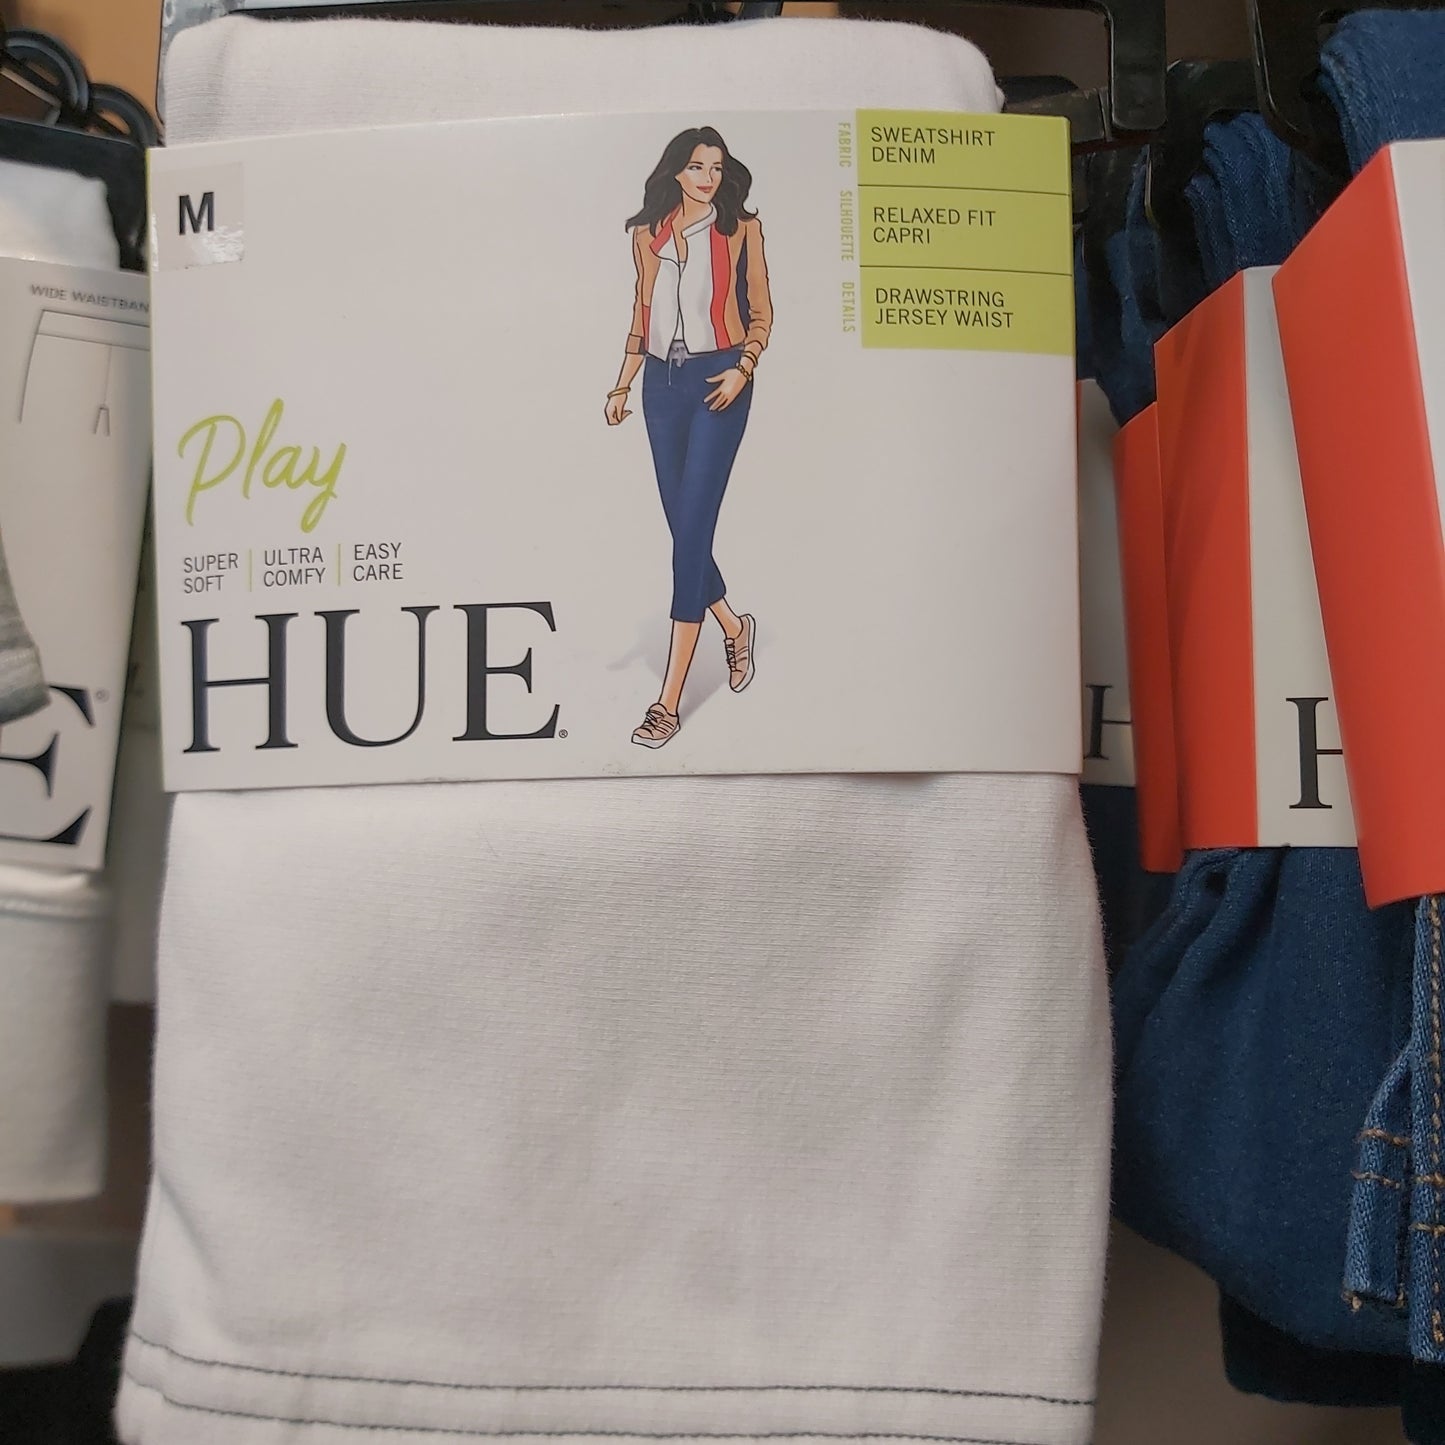 M
FABRIC
SWEATSHIRT
DENIM
SILHOUETTE
RELAXED FIT
CAPRI
DETAILS
DRAWSTRING
JERSEY WAIST
Play
SUPER
SOFT
ULTRA
COMFY
EASY
CARE
HUE®
WIDE WAISTBAN
E®
H
H